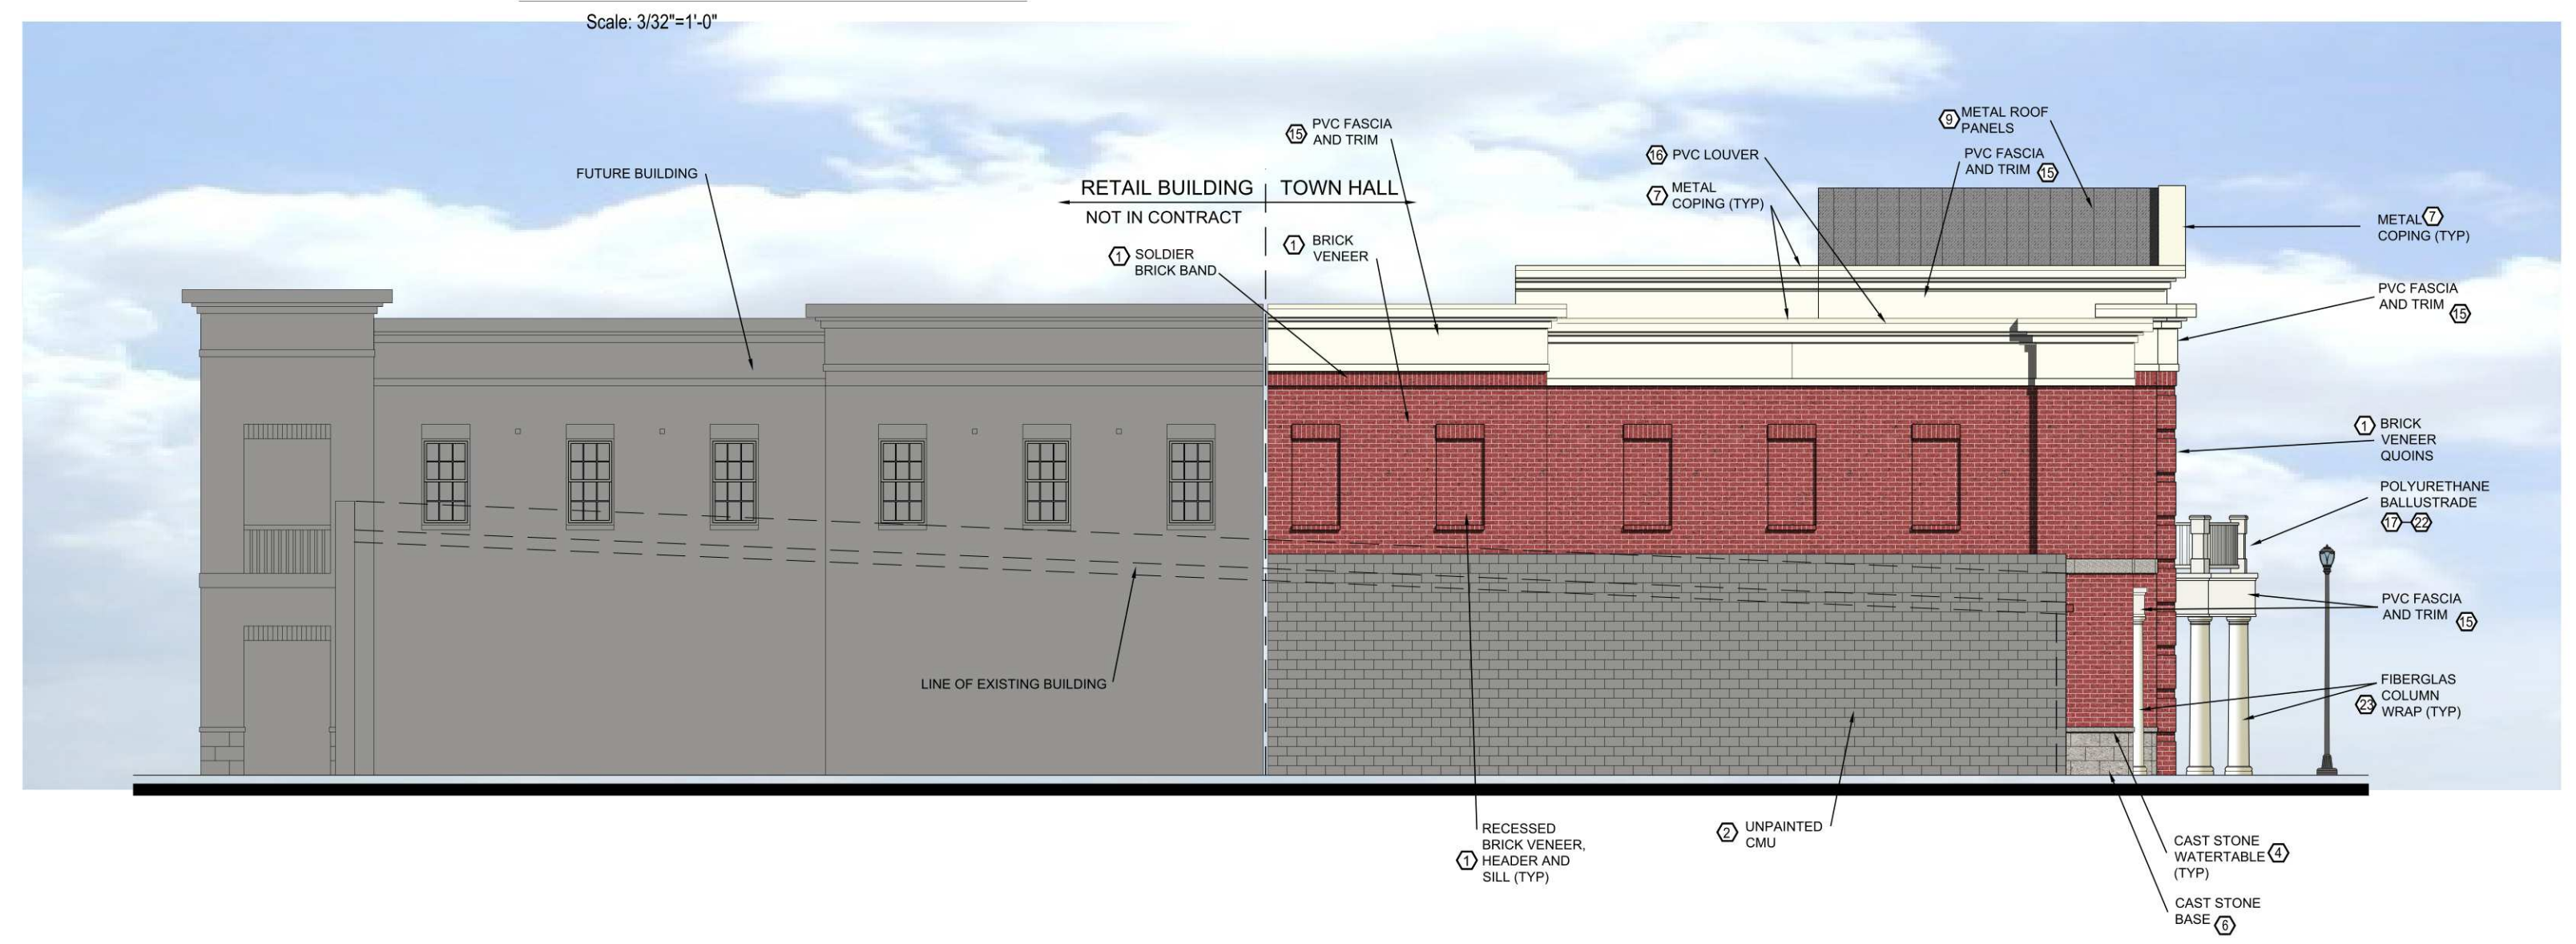 Scale: 3/32"=1'-0"
9 METAL ROOF
PANELS
15 PVC FASCIA
AND TRIM
16 PVC LOUVER
PVC FASCIA
AND TRIM 15
FUTURE BUILDING
RETAIL BUILDING
NOT IN CONTRACT
TOWN HALL
7 METAL
COPING (TYP)
METAL 7
COPING (TYP)
1 SOLDIER
BRICK BAND
1 BRICK
VENEER
PVC FASCIA
AND TRIM 15
1 BRICK
VENEER
QUOINS
POLYURETHANE
BALLUSTRADE
17-22
PVC FASCIA
AND TRIM 15
LINE OF EXISTING BUILDING
FIBERGLAS
23 COLUMN
WRAP (TYP)
RECESSED
BRICK VENEER,
1 HEADER AND
SILL (TYP)
2 UNPAINTED
CMU
CAST STONE
WATERTABLE 4
(TYP)
CAST STONE
BASE 6